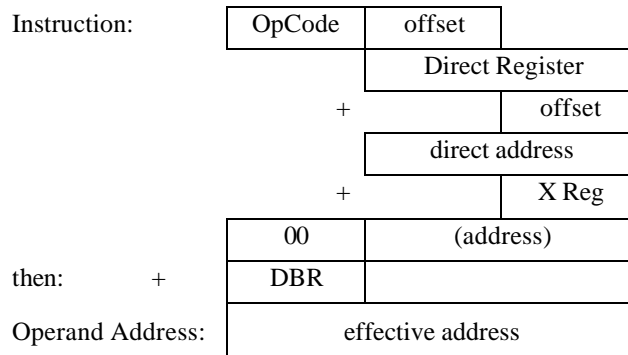 Instruction: OpCode offset
Direct Register
+ offset
direct address
+ X Reg
00 (address)
then: + DBR
Operand Address: effective address